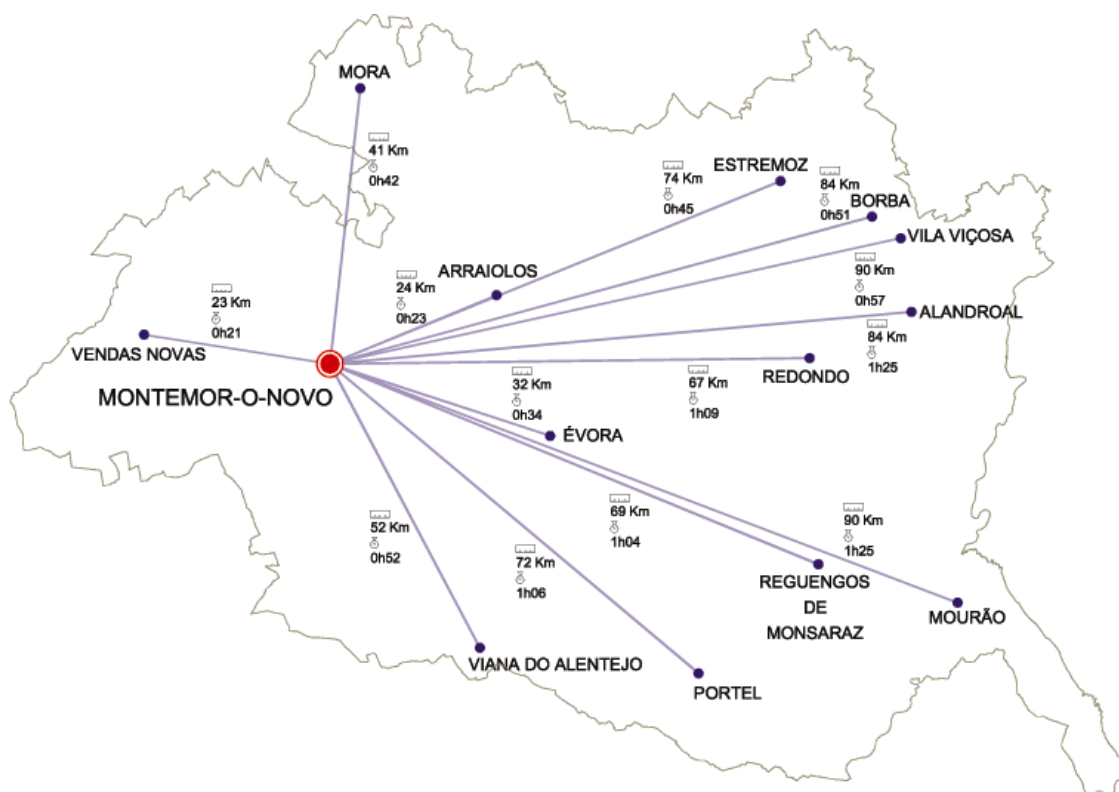 MORA
41 Km
0h42
ESTREMOZ
74 Km
0h45
84 Km
0h51
BORBA
VILA VIÇOSA
90 Km
0h57
ARRAIOLOS
24 Km
0h23
23 Km
0h21
VENDAS NOVAS
ALANDROAL
84 Km
1h25
MONTEMOR-O-NOVO
REDONDO
67 Km
1h09
32 Km
0h34
ÉVORA
69 Km
1h04
90 Km
1h25
52 Km
0h52
72 Km
1h06
REGUENGOS
DE
MONSARAZ
MOURÃO
VIANA DO ALENTEJO
PORTEL